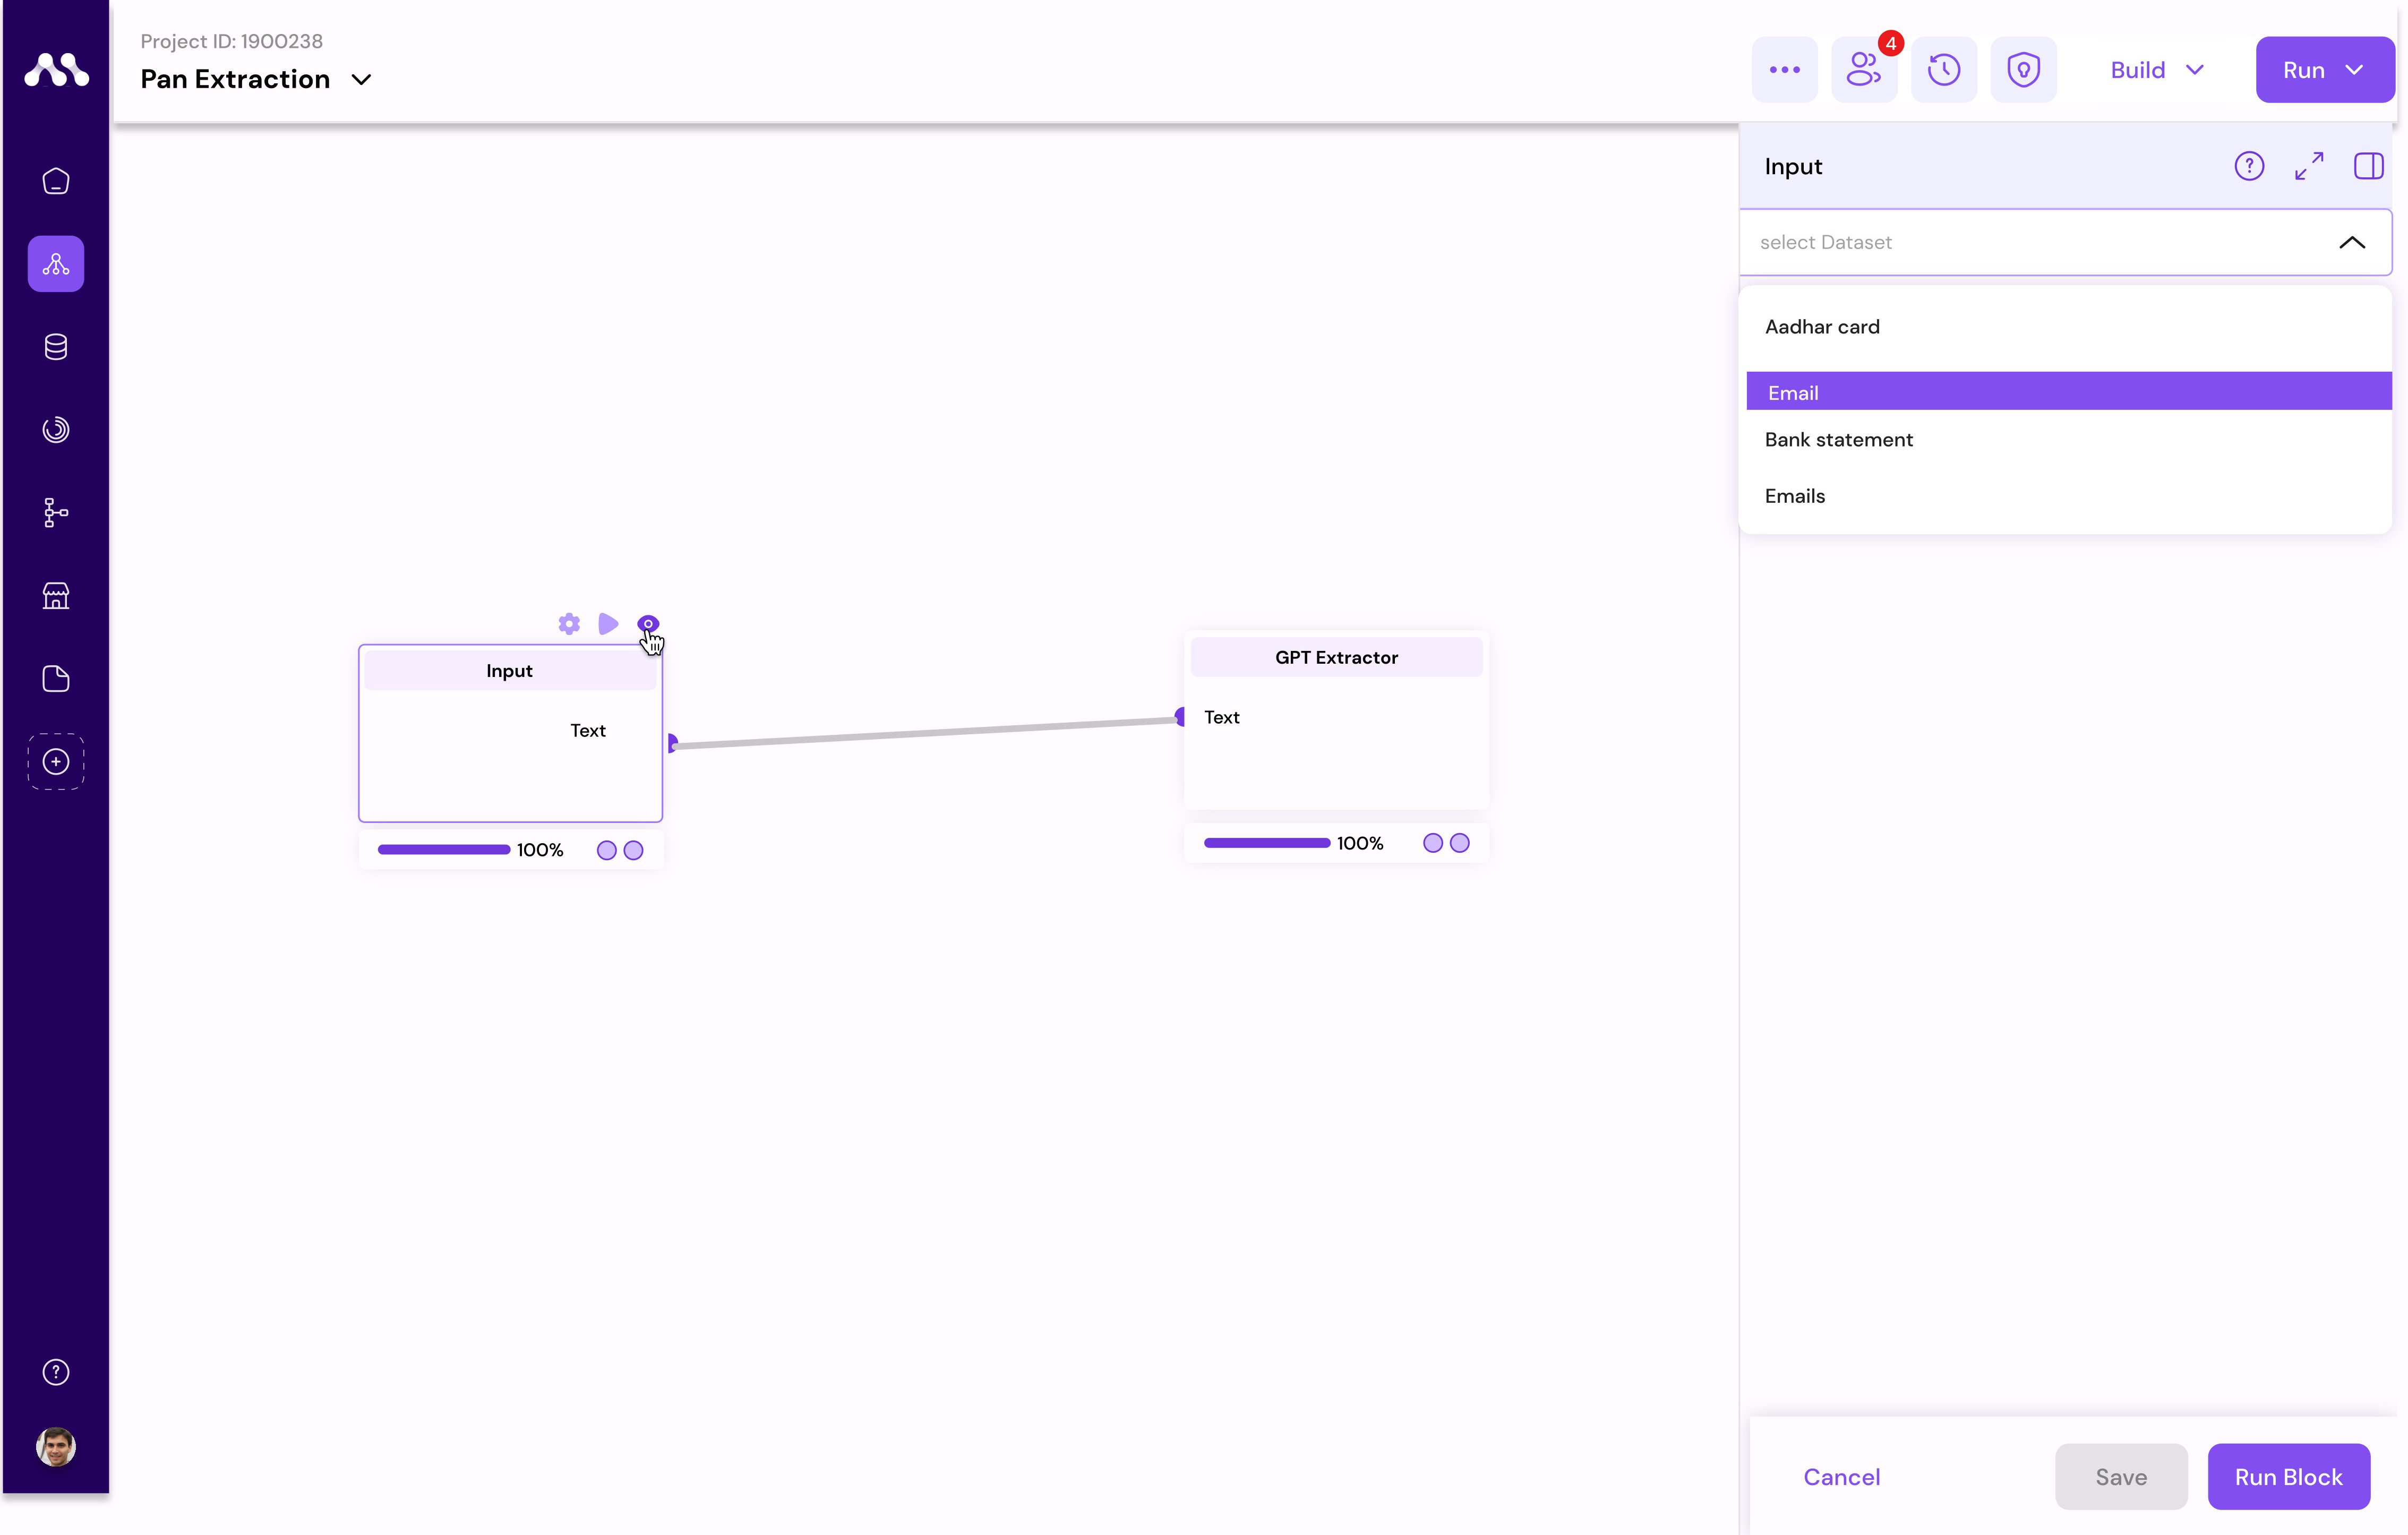 Project ID: 1900238
Pan Extraction
4
Build
Run
Input
?
select Dataset
Aadhar card
Email
Bank statement
Emails
Input
Text
100%
GPT Extractor
Text
100%
?
Cancel
Save
Run Block